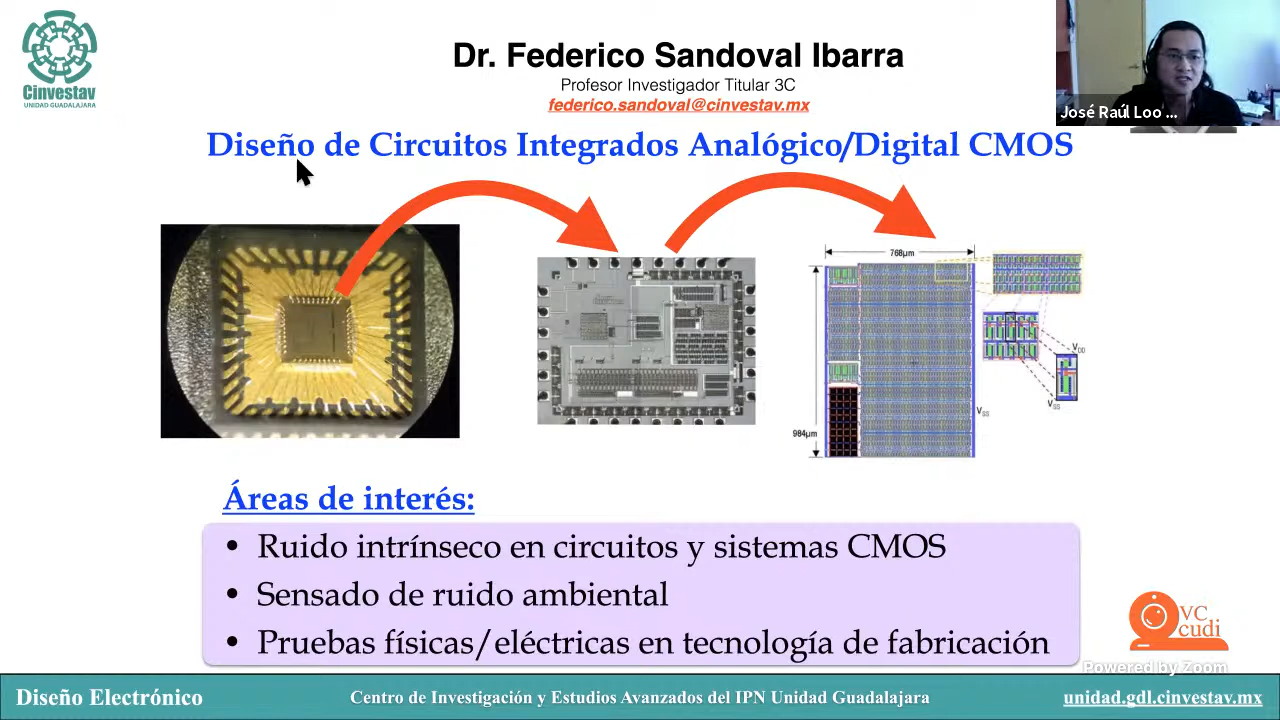 Cinvestav
UNIDAD GUADALAJARA
Dr. Federico Sandoval Ibarra
Profesor Investigador Titular 3C
federico.sandoval@cinvestav.mx
José Raúl Loo ...
Diseño de Circuitos Integrados Analógico/Digital CMOS
768µm
984µm
VSS
VDD
VSS
Áreas de interés:
• Ruido intrínseco en circuitos y sistemas CMOS
• Sensado de ruido ambiental
• Pruebas físicas/eléctricas en tecnología de fabricación
VC
cudi
Powered by Zoom
Diseño Electrónico
Centro de Investigación y Estudios Avanzados del IPN Unidad Guadalajara
unidad.gdl.cinvestav.mx